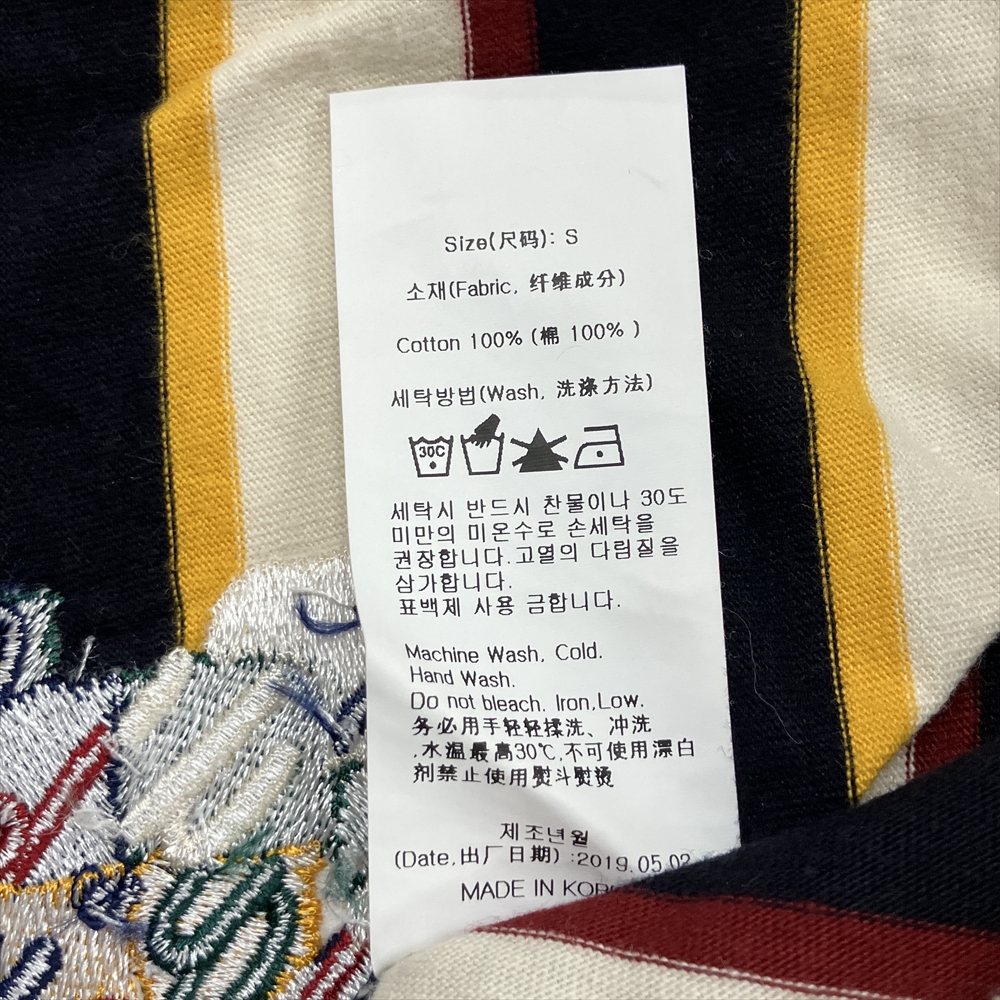 Size(尺码): S
소재(Fabric, 纤维成分)
Cotton 100% (棉 100% )
세탁방법(Wash, 洗涤方法)
30C
세탁시 반드시 찬물이나 30도
미만의 미온수로 손세탁을
권장합니다.고열의 다림질을
삼가합니다.
표백제 사용 금합니다.
Machine Wash, Cold.
Hand Wash.
Do not bleach. Iron,Low.
务必用手轻轻揉洗、冲洗
,水温最高30℃,不可使用漂白
剂禁止使用熨斗熨烫
제조년월
(Date,出厂日期) :2019.05.02
MADE IN